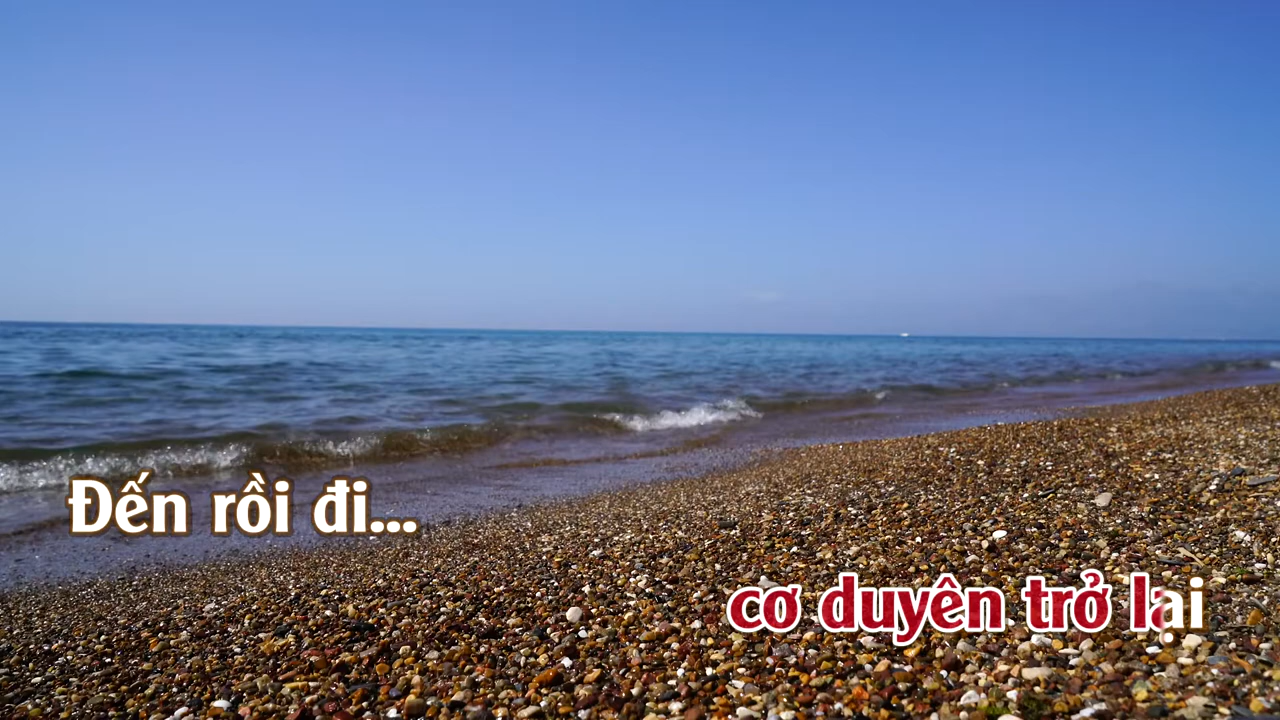 Đến rồi đi...
cơ duyên trở lại